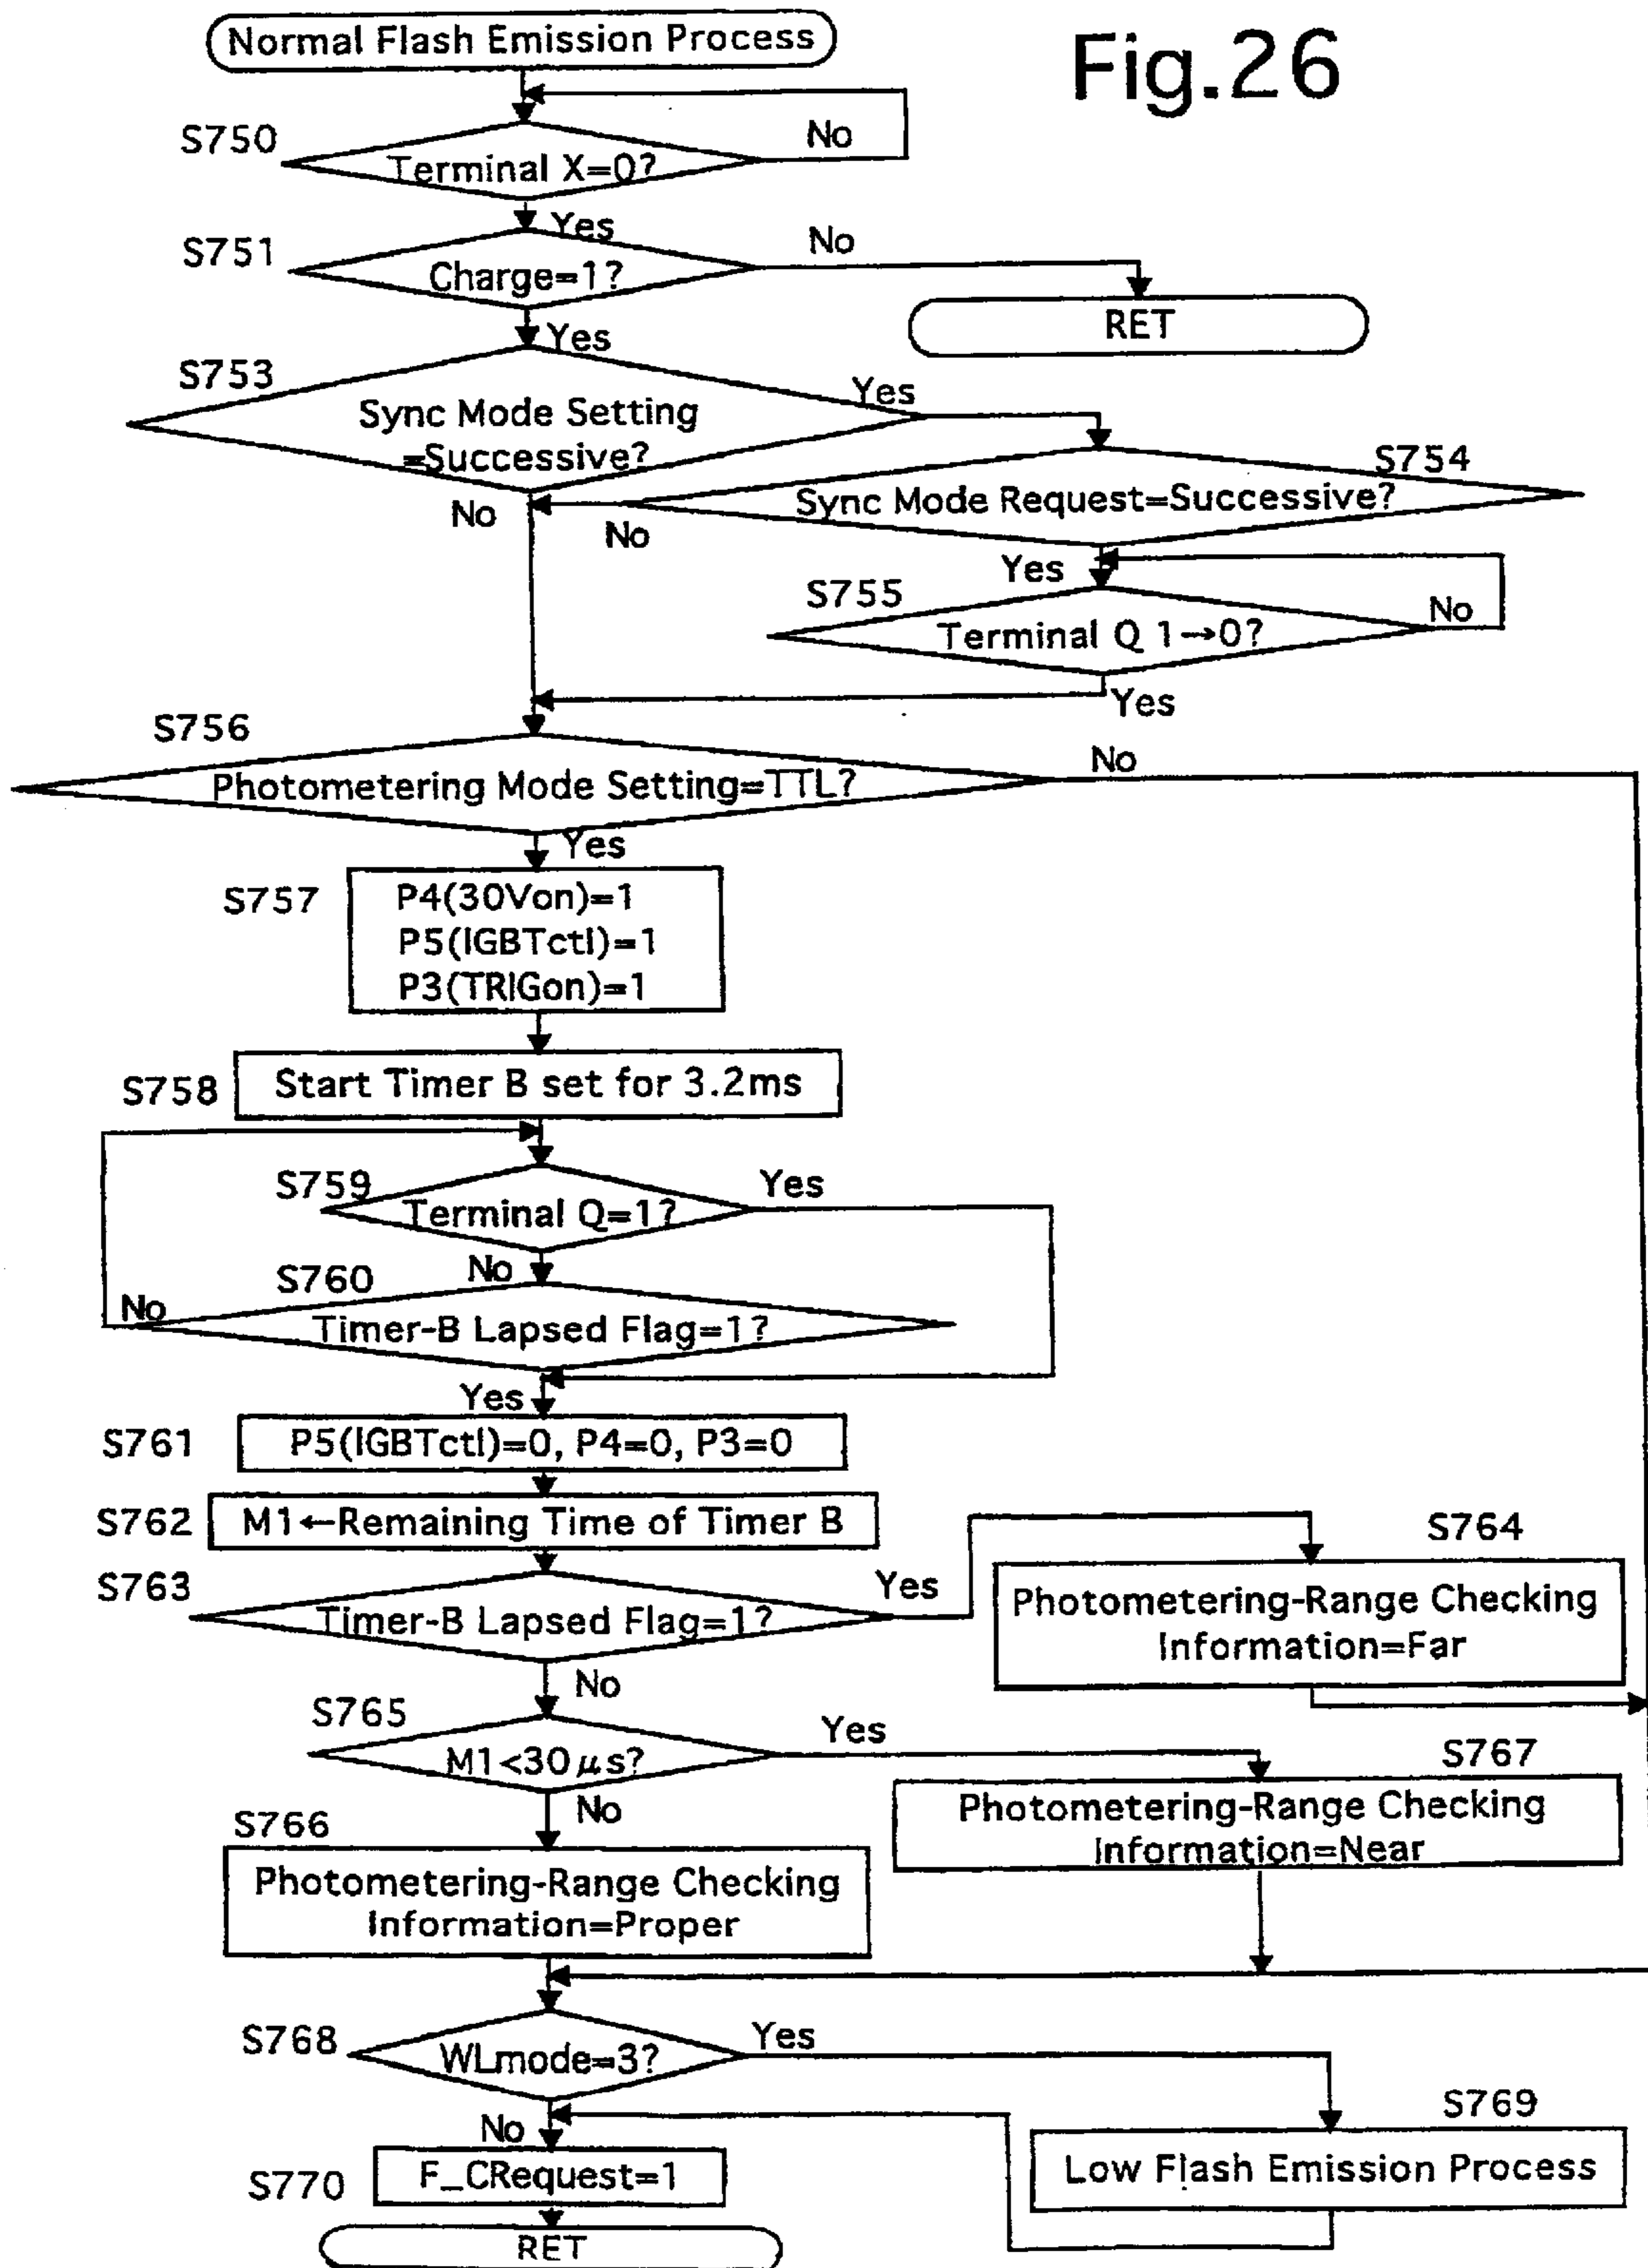 Fig.26
Normal Flash Emission Process
S750
Terminal X=0?
No
Yes
S751
Charge=1?
No
RET
Yes
S753
Sync Mode Setting
=Successive?
Yes
No
S754
Sync Mode Request=Successive?
No
Yes
S755
Terminal Q 1→0?
No
Yes
S756
Photometering Mode Setting=TTL?
No
Yes
S757
P4(30Von)=1
P5(IGBTctl)=1
P3(TRIGon)=1
S758
Start Timer B set for 3.2ms
S759
Terminal Q=1?
Yes
No
S760
Timer-B Lapsed Flag=1?
No
Yes
S761
P5(IGBTctl)=0, P4=0, P3=0
S762
M1←Remaining Time of Timer B
S763
Timer-B Lapsed Flag=1?
Yes
No
S764
Photometering-Range Checking
Information=Far
S765
M1<30μs?
Yes
No
S767
Photometering-Range Checking
Information=Near
S766
Photometering-Range Checking
Information=Proper
S768
WLmode=3?
Yes
No
S769
Low Flash Emission Process
S770
F_CRequest=1
RET